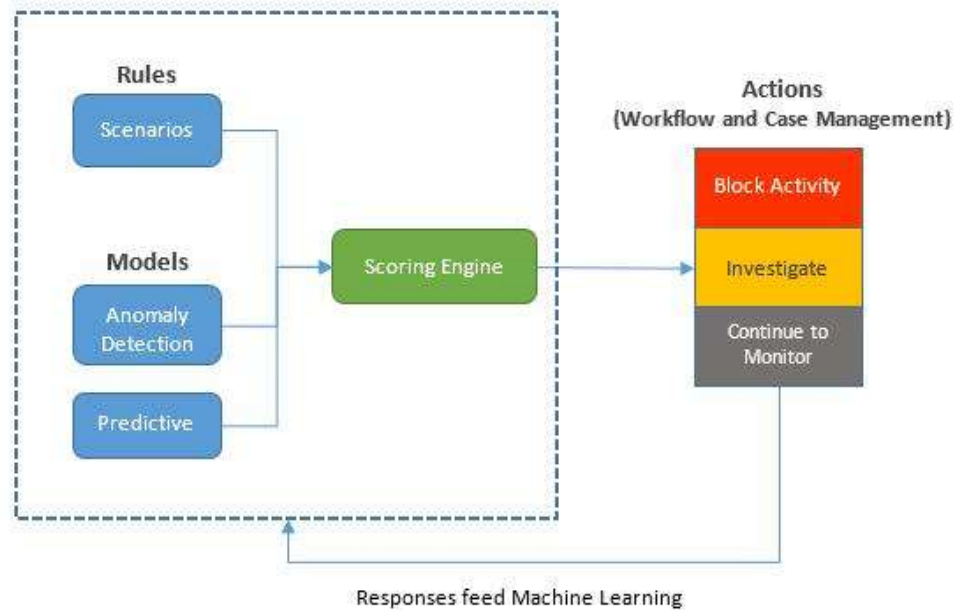 Rules
Scenarios
Models
Anomaly
Detection
Predictive
Scoring Engine
Actions
(Workflow and Case Management)
Block Activity
Investigate
Continue to
Monitor
Responses feed Machine Learning